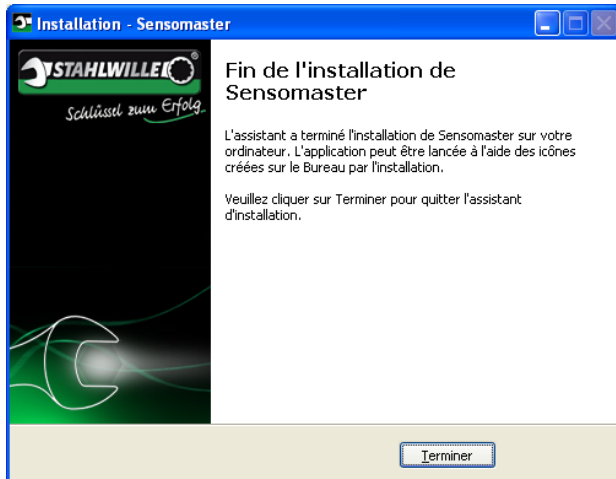 Installation - Sensomaster
STAHLWILLE
®
Schlüssel zum Erfolg
Fin de l'installation de
Sensomaster
L'assistant a terminé l'installation de Sensomaster sur votre
ordinateur. L'application peut être lancée à l'aide des icônes
créées sur le Bureau par l'installation.
Veuillez cliquer sur Terminer pour quitter l'assistant
d'installation.
Terminer